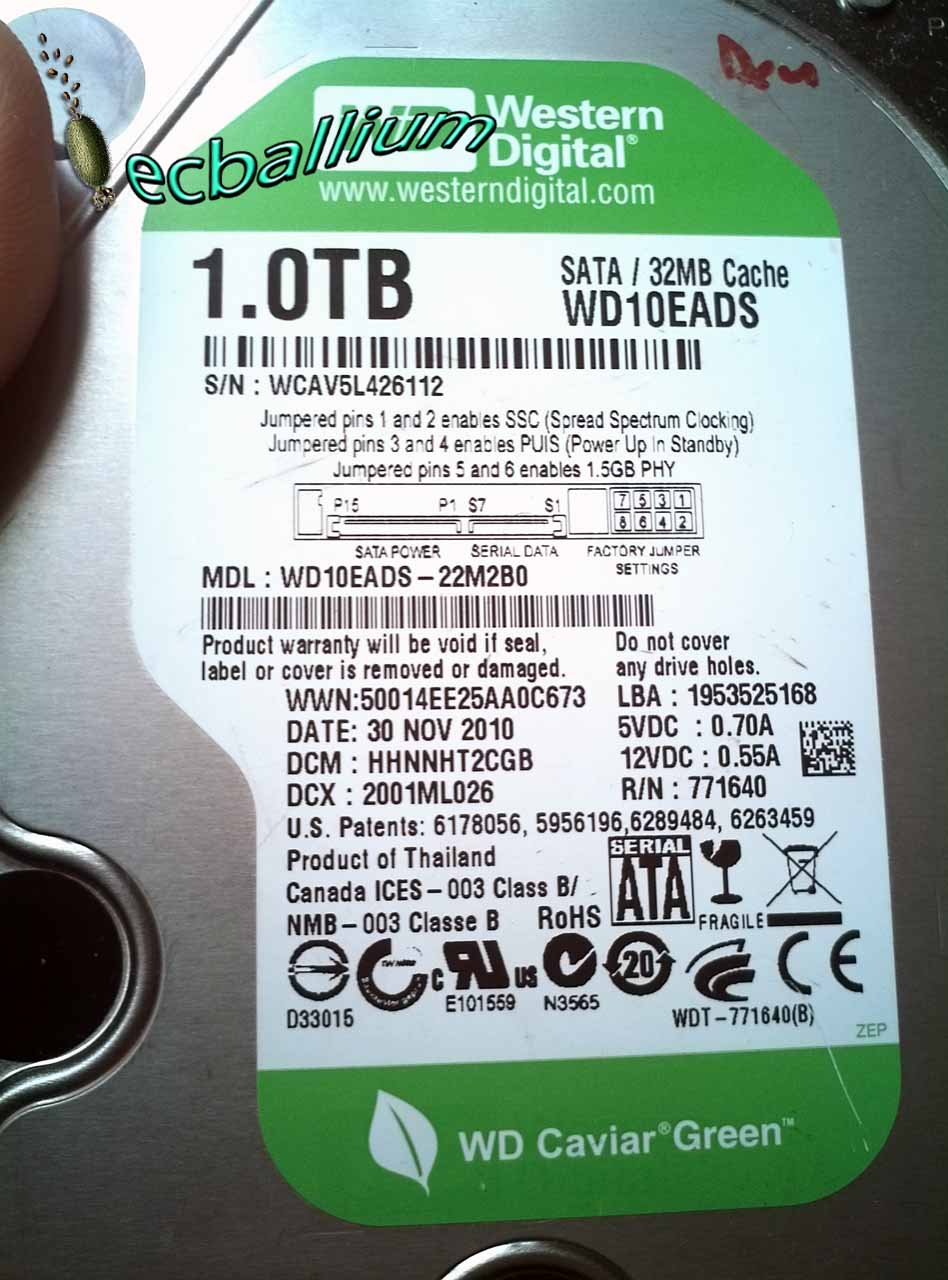 ecballium
Western
Digital®
www.westerndigital.com
1.0TB
SATA / 32MB Cache
WD10EADS
S/N : WCAV5L426112
Jumpered pins 1 and 2 enables SSC (Spread Spectrum Clocking)
Jumpered pins 3 and 4 enables PUIS (Power Up In Standby)
Jumpered pins 5 and 6 enables 1.5GB PHY
P15 P1 S7 S1 7 5 3 1
8 6 4 2
SATA POWER SERIAL DATA FACTORY JUMPER
SETTINGS
MDL : WD10EADS – 22M2B0
Product warranty will be void if seal,
label or cover is removed or damaged.
Do not cover
any drive holes.
WWN:50014EE25AA0C673
LBA : 1953525168
DATE: 30 NOV 2010
5VDC : 0.70A
DCM : HHNNHT2CGB
12VDC : 0.55A
DCX : 2001ML026
R/N : 771640
U.S. Patents: 6178056, 5956196,6289484, 6263459
Product of Thailand
Canada ICES – 003 Class B/
NMB – 003 Classe B RoHS
SERIAL
ATA
FRAGILE
c UR us
20
CE
D33015
E101559
N3565
WDT – 771640(B)
ZEP
WD Caviar® Green™